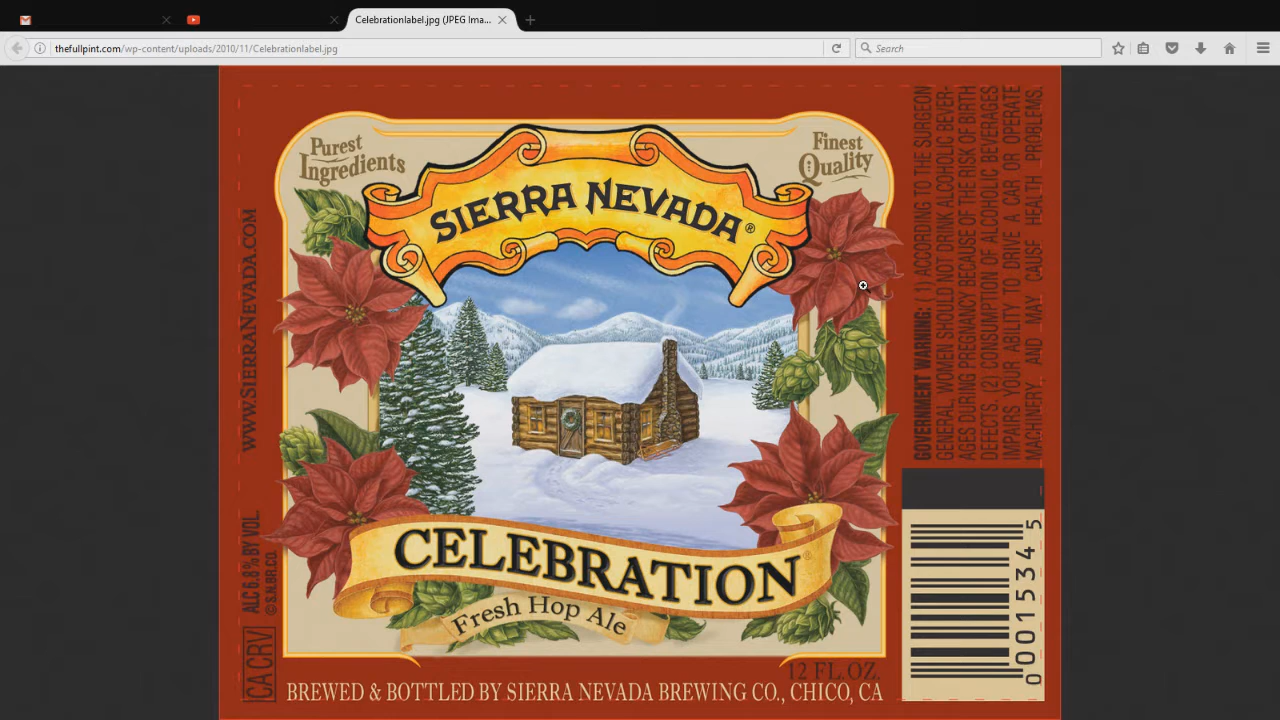 Celebrationlabel.jpg (JPEG Ima...
thefullpint.com/wp-content/uploads/2010/11/Celebrationlabel.jpg
Search
Purest
Ingredients
Finest
Quality
SIERRA NEVADA®
CELEBRATION®
Fresh Hop Ale
12 FL. OZ.
BREWED & BOTTLED BY SIERRA NEVADA BREWING CO., CHICO, CA
WWW.SIERRANEVADA.COM
ALC 6.8% BY VOL.
© S.N.BR.CO.
CA CRV
GOVERNMENT WARNING: (1) ACCORDING TO THE SURGEON
GENERAL, WOMEN SHOULD NOT DRINK ALCOHOLIC BEVER-
AGES DURING PREGNANCY BECAUSE OF THE RISK OF BIRTH
DEFECTS. (2) CONSUMPTION OF ALCOHOLIC BEVERAGES
IMPAIRS YOUR ABILITY TO DRIVE A CAR OR OPERATE
MACHINERY, AND MAY CAUSE HEALTH PROBLEMS.
0 001534 5